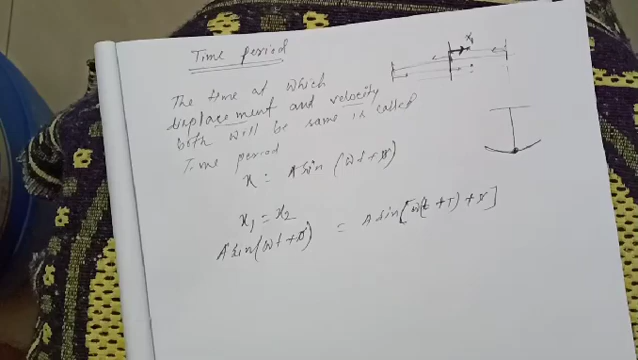 Time period
x₁
The time at which
displacement and velocity
both will be same is called
Time period
x = A sin (ωt + ø)
x₁ = x₂
A sin (ωt + ø) = A sin [ω(t + T) + ø]